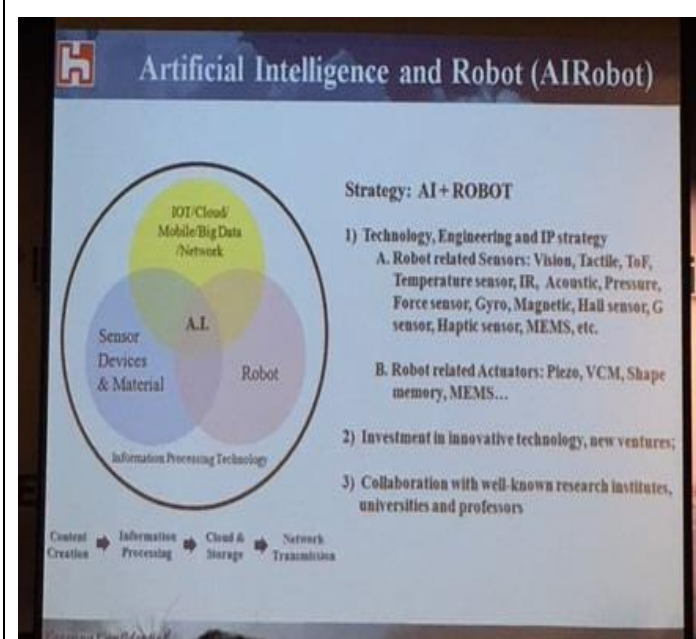 Artificial Intelligence and Robot (AIRobot)
IOT/Cloud/
Mobile/Big Data
/Network
A.I.
Sensor
Devices
& Material
Robot
Information Processing Technology
Content
Creation
Information
Processing
Cloud &
Storage
Network
Transmission
Strategy: AI + ROBOT
1) Technology, Engineering and IP strategy
A. Robot related Sensors: Vision, Tactile, ToF,
Temperature sensor, IR, Acoustic, Pressure,
Force sensor, Gyro, Magnetic, Hall sensor, G
sensor, Haptic sensor, MEMS, etc.
B. Robot related Actuators: Piezo, VCM, Shape
memory, MEMS...
2) Investment in innovative technology, new ventures;
3) Collaboration with well-known research institutes,
universities and professors